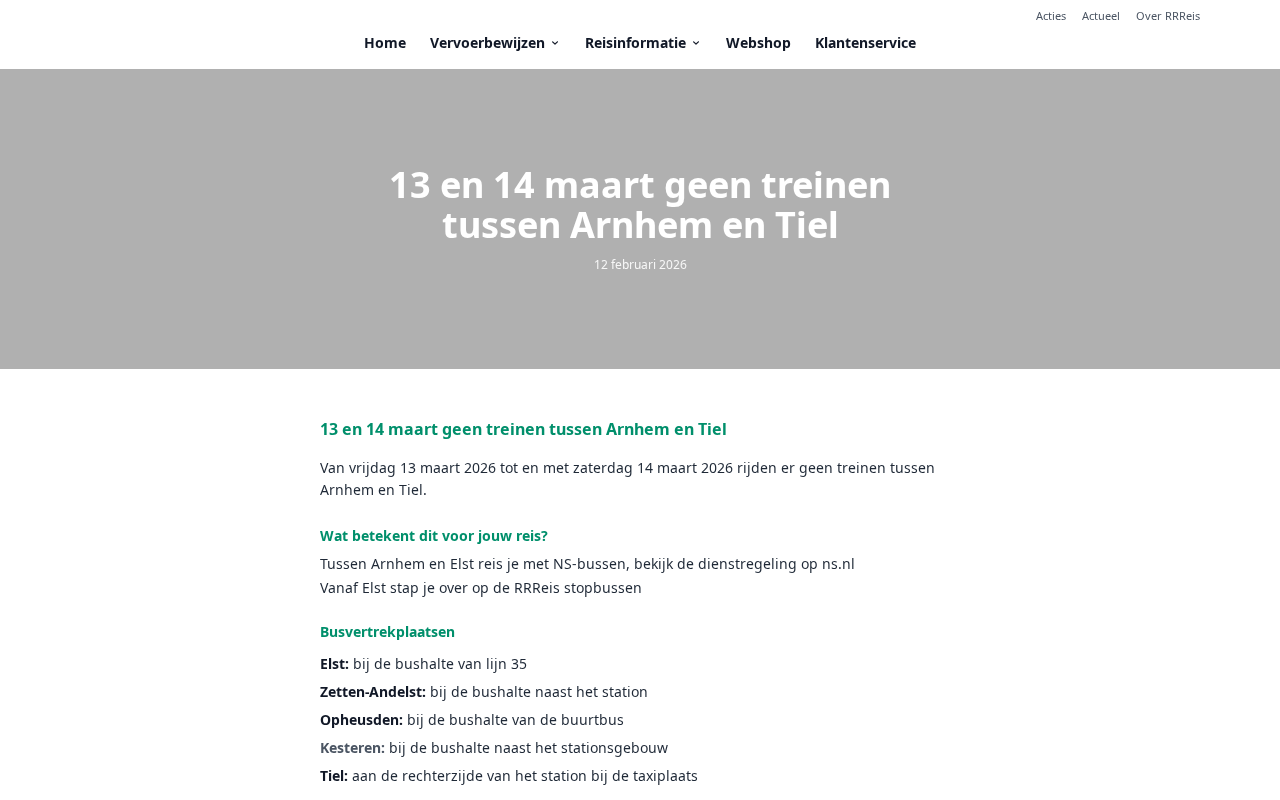 Acties Actueel Over RRReis
Home Vervoerbewijzen Reisinformatie Webshop Klantenservice
13 en 14 maart geen treinen
tussen Arnhem en Tiel
12 februari 2026
13 en 14 maart geen treinen tussen Arnhem en Tiel
Van vrijdag 13 maart 2026 tot en met zaterdag 14 maart 2026 rijden er geen treinen tussen
Arnhem en Tiel.
Wat betekent dit voor jouw reis?
Tussen Arnhem en Elst reis je met NS-bussen, bekijk de dienstregeling op ns.nl
Vanaf Elst stap je over op de RRReis stopbussen
Busvertrekplaatsen
Elst: bij de bushalte van lijn 35
Zetten-Andelst: bij de bushalte naast het station
Opheusden: bij de bushalte van de buurtbus
Kesteren: bij de bushalte naast het stationsgebouw
Tiel: aan de rechterzijde van het station bij de taxiplaats